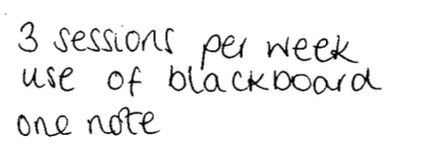 3 sessions per week
use of blackboard
one note